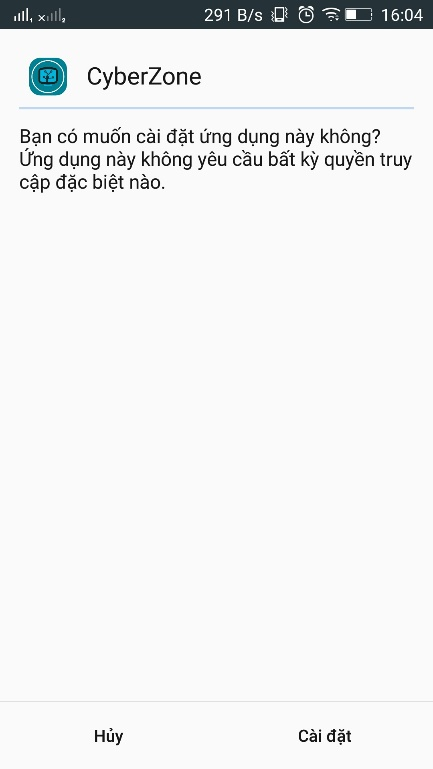 291 B/s 16:04
CyberZone
Bạn có muốn cài đặt ứng dụng này không?
Ứng dụng này không yêu cầu bất kỳ quyền truy
cập đặc biệt nào.
Hủy Cài đặt